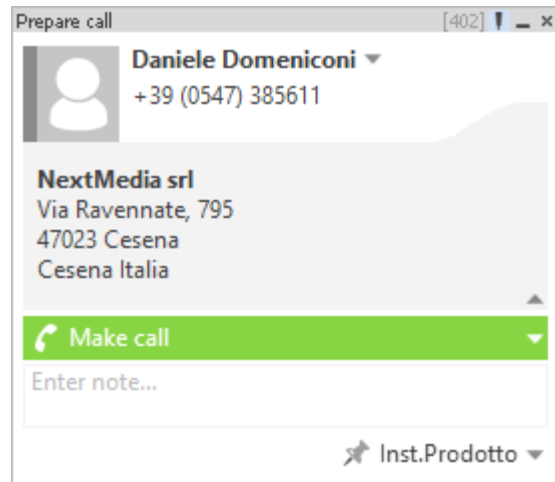 Prepare call [402]
Daniele Domeniconi
+39 (0547) 385611
NextMedia srl
Via Ravennate, 795
47023 Cesena
Cesena Italia
Make call
Enter note...
Inst.Prodotto